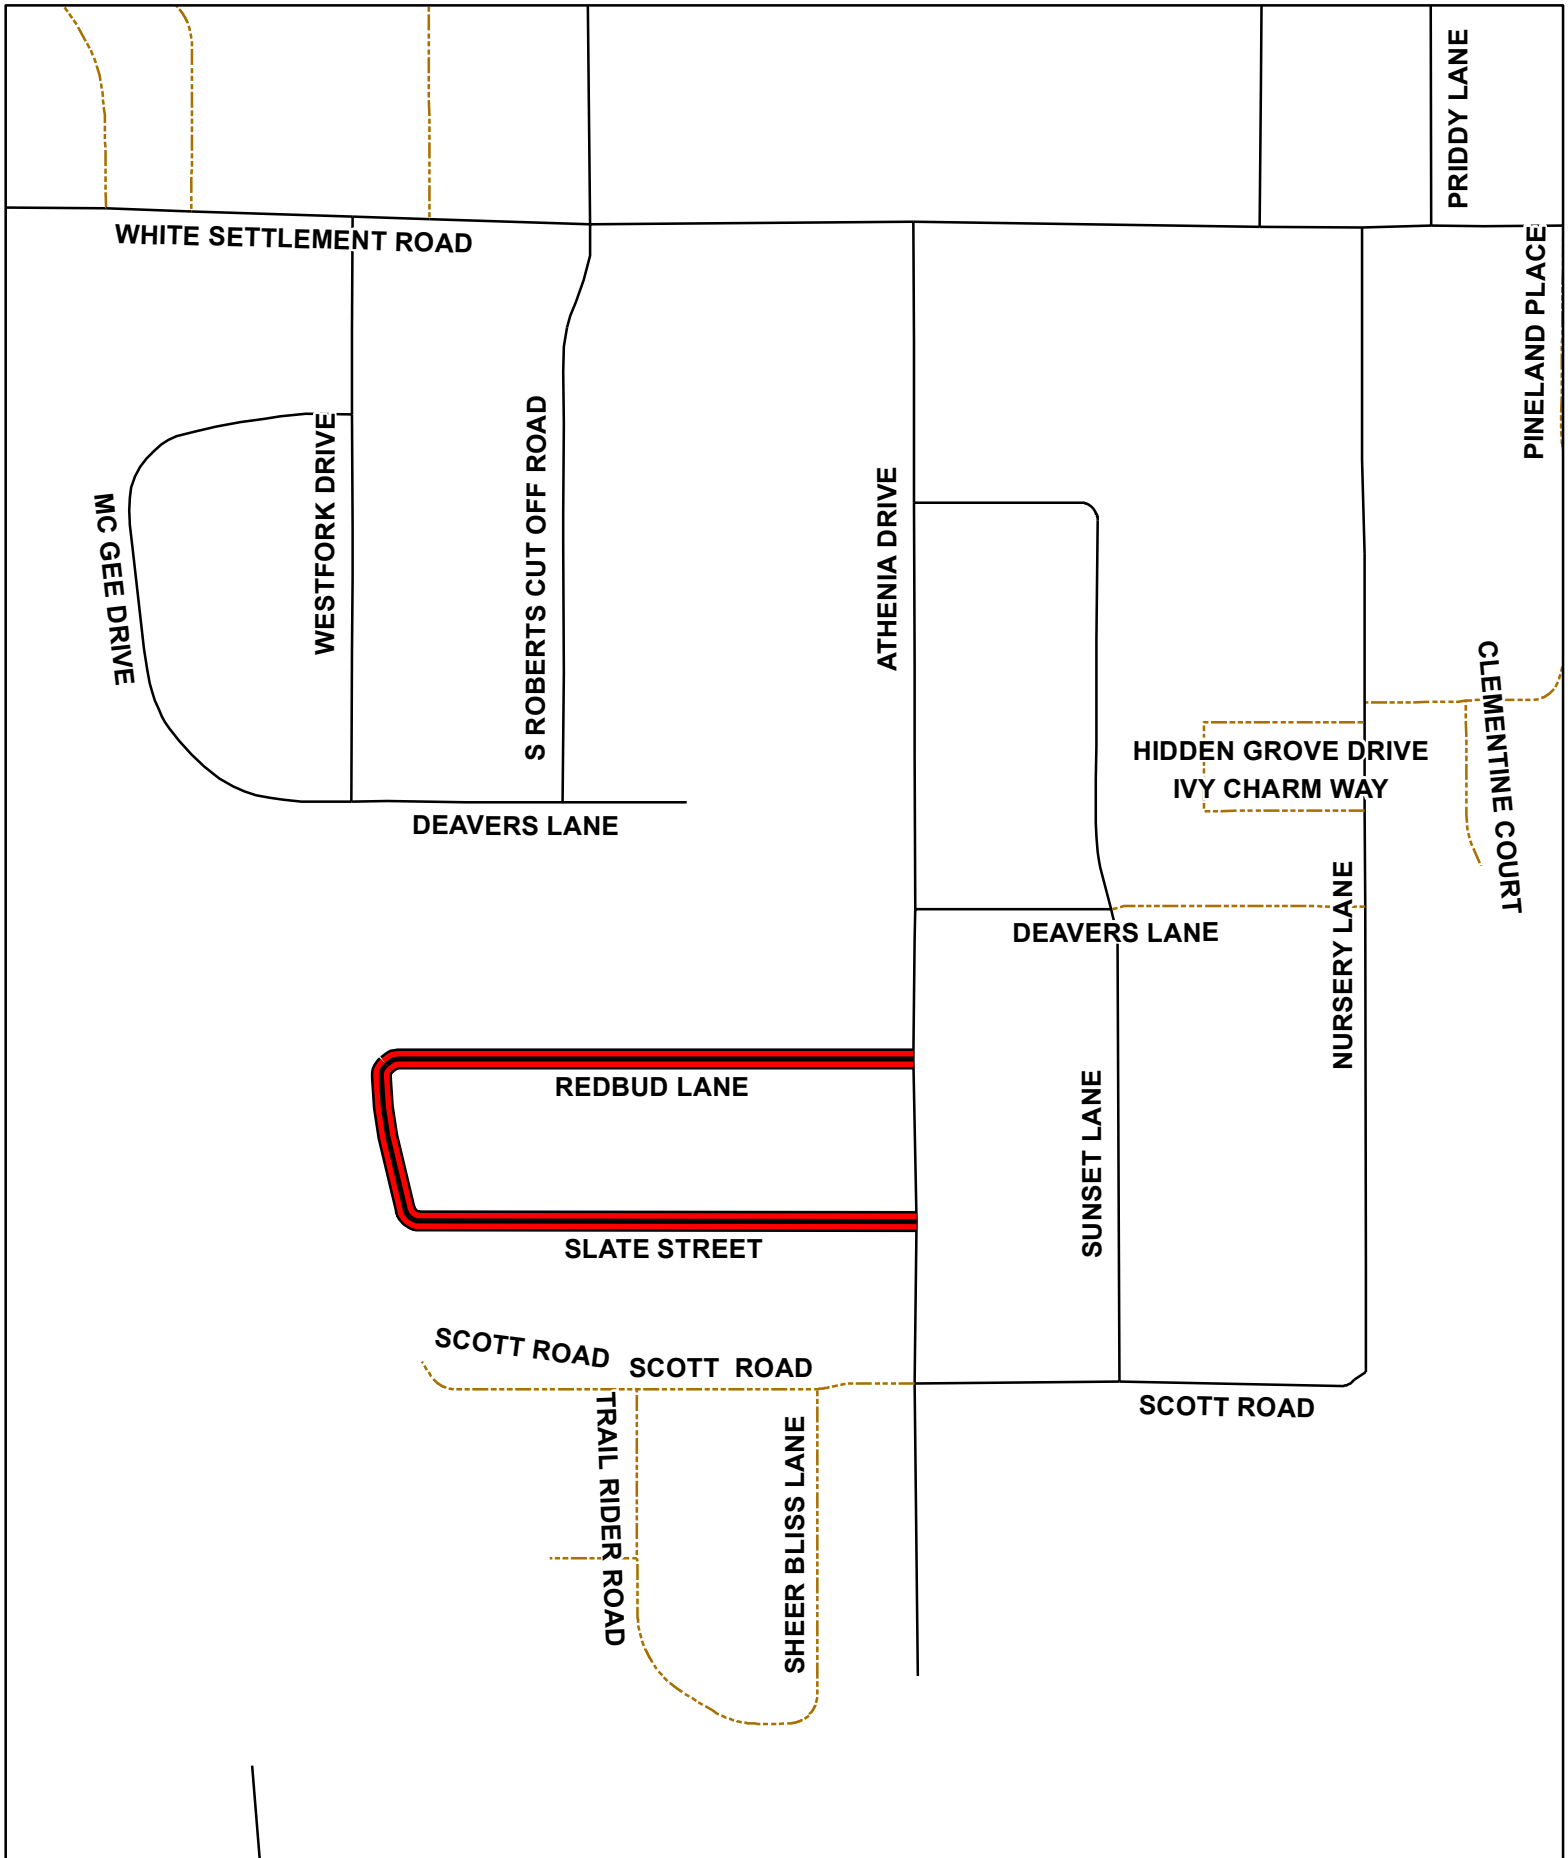 PRIDDY LANE
WHITE SETTLEMENT ROAD
PINELAND PLACE
WESTFORK DRIVE
S ROBERTS CUT OFF ROAD
ATHENIA DRIVE
MC GEE DRIVE
CLEMENTINE COURT
HIDDEN GROVE DRIVE
IVY CHARM WAY
DEAVERS LANE
NURSERY LANE
DEAVERS LANE
REDBUD LANE
SUNSET LANE
SLATE STREET
SCOTT ROAD
SCOTT ROAD
SCOTT ROAD
TRAIL RIDER ROAD
SHEER BLISS LANE